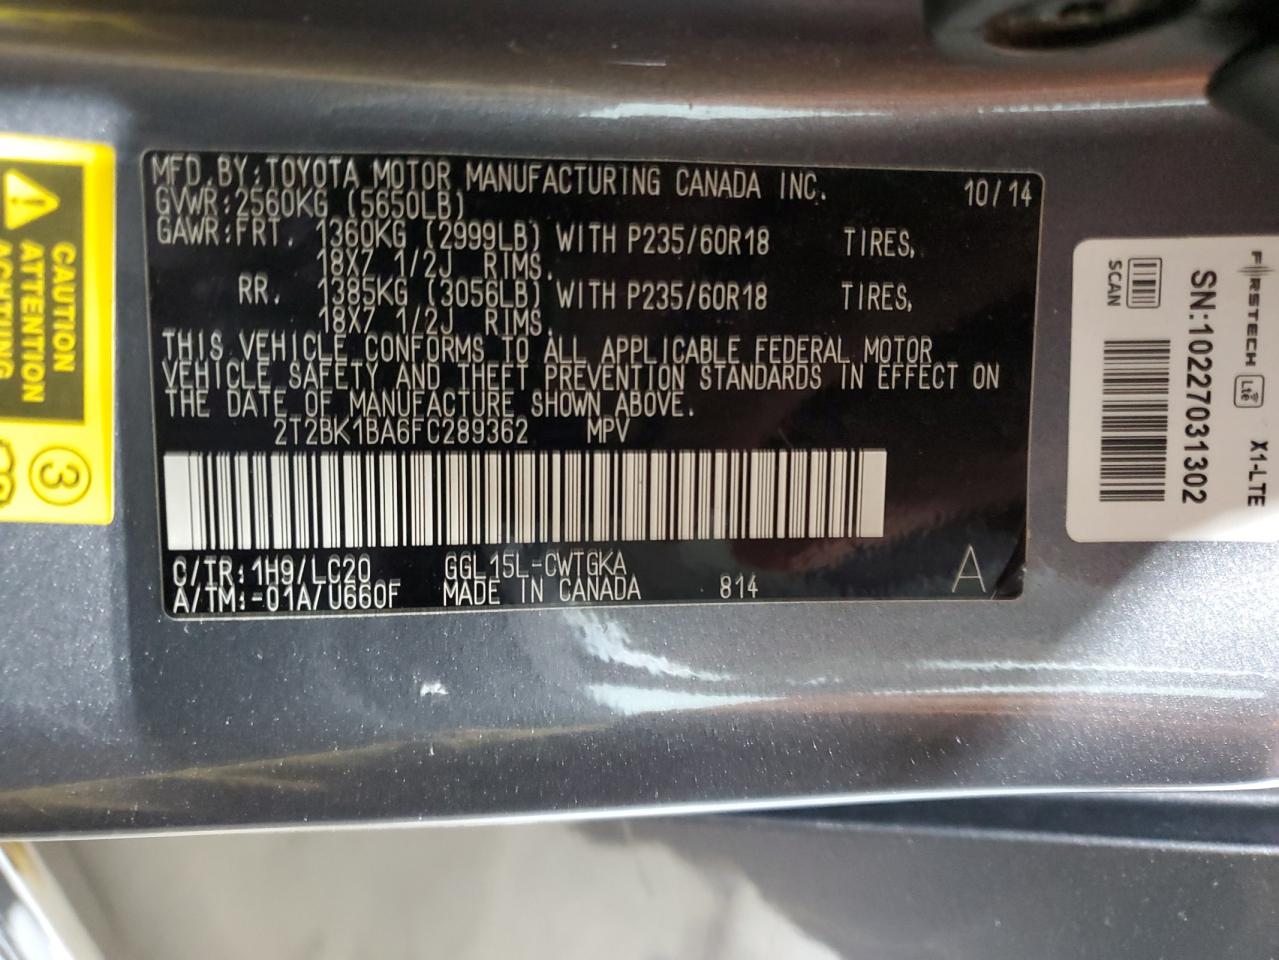 MFD.BY:TOYOTA MOTOR MANUFACTURING CANADA INC. 10/14
GVWR:2560KG (5650LB)
GAWR:FRT. 1360KG (2999LB) WITH P235/60R18 TIRES,
18X7 1/2J RIMS.
RR. 1385KG (3056LB) WITH P235/60R18 TIRES,
18X7 1/2J RIMS.
THIS VEHICLE CONFORMS TO ALL APPLICABLE FEDERAL MOTOR
VEHICLE SAFETY AND THEFT PREVENTION STANDARDS IN EFFECT ON
THE DATE OF MANUFACTURE SHOWN ABOVE.
2T2BK1BA6FC289362 MPV
C/TR:1H9/LC20 GGL15L-CWTGKA
A/TM:-01A/U660F MADE IN CANADA 814 A
CAUTION
ATTENTION
ACHTUNG
3
FIRSTECH Lte X1-LTE
SN:10227031302
SCAN